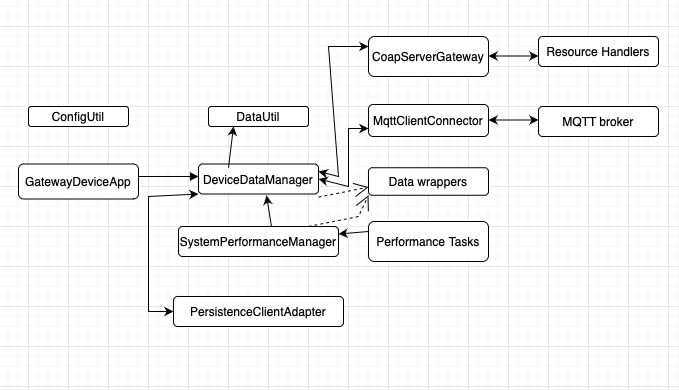 CoapServerGateway
Resource Handlers
ConfigUtil
DataUtil
MqttClientConnector
MQTT broker
GatewayDeviceApp
DeviceDataManager
Data wrappers
SystemPerformanceManager
Performance Tasks
PersistenceClientAdapter